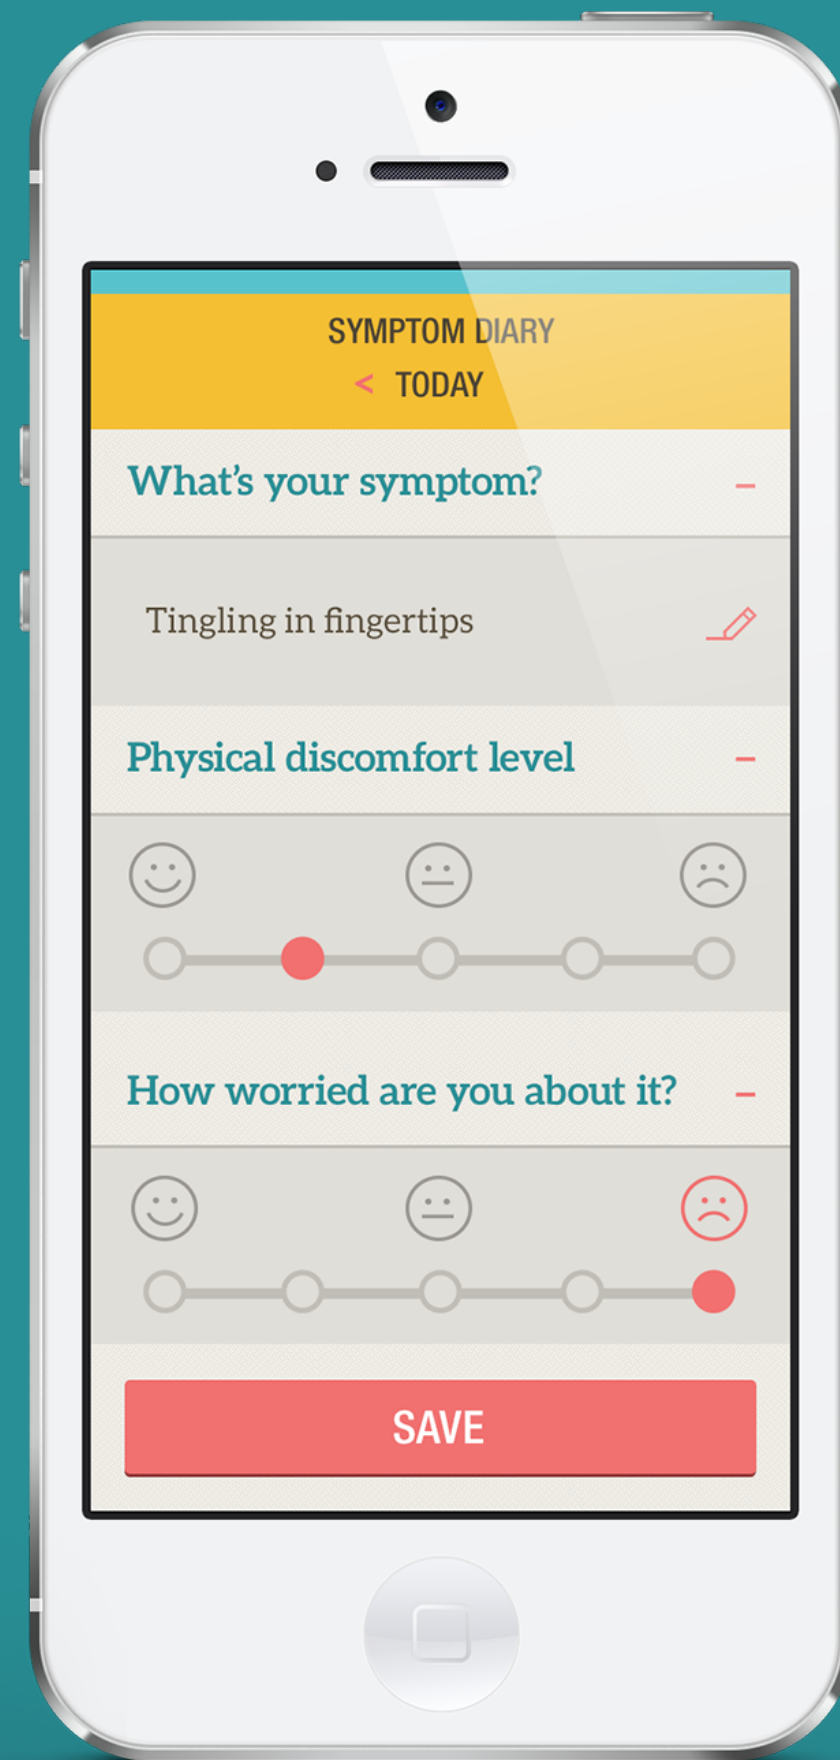 SYMPTOM DIARY
< TODAY
What's your symptom?
Tingling in fingertips
Physical discomfort level
How worried are you about it?
SAVE